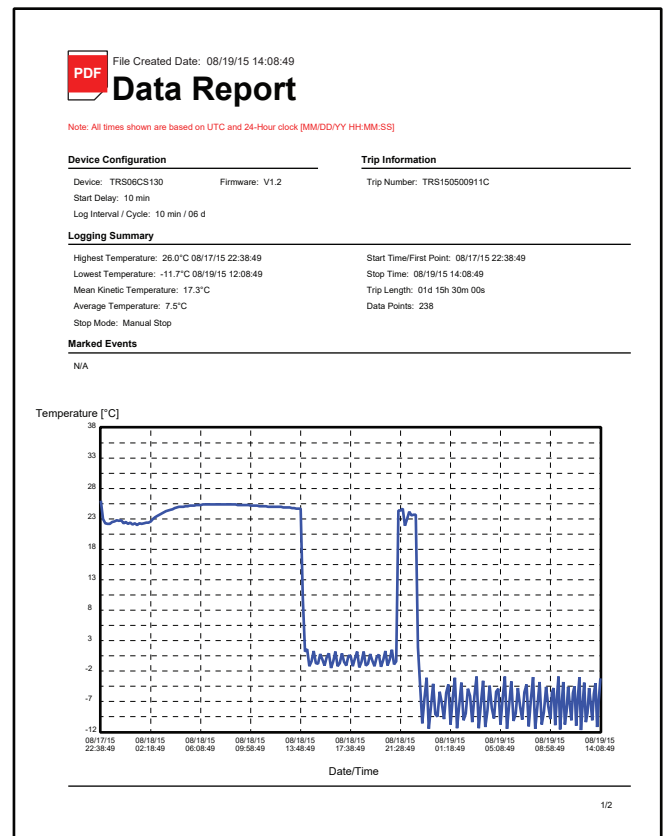 PDF
File Created Date: 08/19/15 14:08:49
Data Report
Note: All times shown are based on UTC and 24-Hour clock [MM/DD/YY HH:MM:SS]
Device Configuration
Device: TRS06CS130 Firmware: V1.2
Start Delay: 10 min
Log Interval / Cycle: 10 min / 06 d
Trip Information
Trip Number: TRS150500911C
Logging Summary
Highest Temperature: 26.0°C 08/17/15 22:38:49
Lowest Temperature: -11.7°C 08/19/15 12:08:49
Mean Kinetic Temperature: 17.3°C
Average Temperature: 7.5°C
Stop Mode: Manual Stop
Start Time/First Point: 08/17/15 22:38:49
Stop Time: 08/19/15 14:08:49
Trip Length: 01d 15h 30m 00s
Data Points: 238
Marked Events
N/A
Temperature [°C]
38
33
28
23
18
13
8
3
-2
-7
-12
08/17/15 08/18/15 08/18/15 08/18/15 08/18/15 08/18/15 08/18/15 08/19/15 08/19/15 08/19/15 08/19/15
22:38:49 02:18:49 06:08:49 09:58:49 13:48:49 17:38:49 21:28:49 01:18:49 05:08:49 08:58:49 14:08:49
Date/Time
1/2